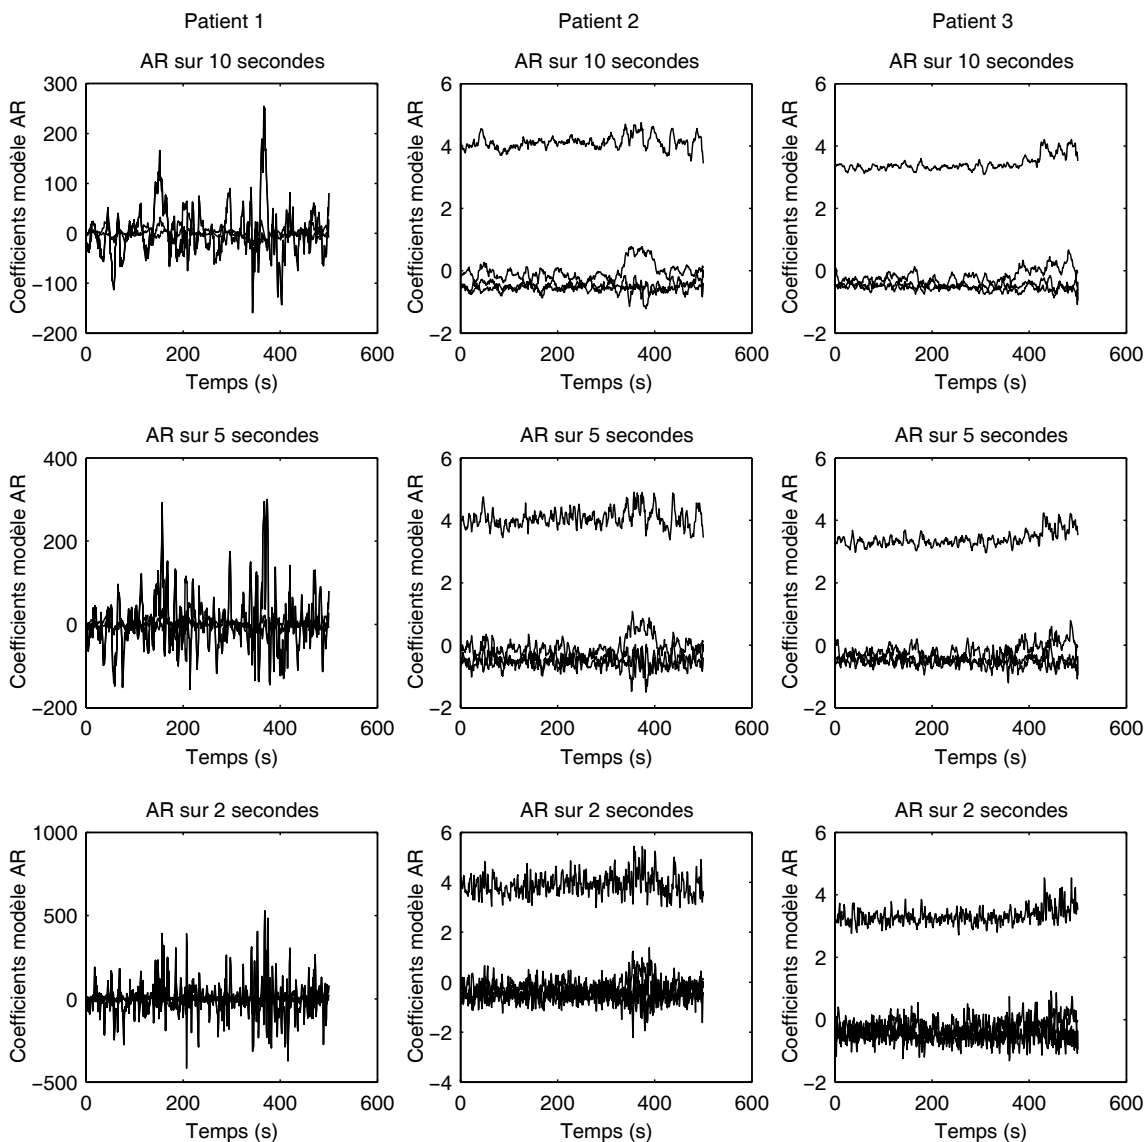 Patient 1
Patient 2
Patient 3
AR sur 10 secondes
AR sur 10 secondes
AR sur 10 secondes
300
200
100
0
−100
−200
Coefficients modèle AR
0
200
400
600
Temps (s)
6
4
2
0
−2
Coefficients modèle AR
0
200
400
600
Temps (s)
6
4
2
0
−2
Coefficients modèle AR
0
200
400
600
Temps (s)
AR sur 5 secondes
AR sur 5 secondes
AR sur 5 secondes
400
200
0
−200
Coefficients modèle AR
0
200
400
600
Temps (s)
6
4
2
0
−2
Coefficients modèle AR
0
200
400
600
Temps (s)
6
4
2
0
−2
Coefficients modèle AR
0
200
400
600
Temps (s)
AR sur 2 secondes
AR sur 2 secondes
AR sur 2 secondes
1000
500
0
−500
Coefficients modèle AR
0
200
400
600
Temps (s)
6
4
2
0
−2
−4
Coefficients modèle AR
0
200
400
600
Temps (s)
6
4
2
0
−2
Coefficients modèle AR
0
200
400
600
Temps (s)